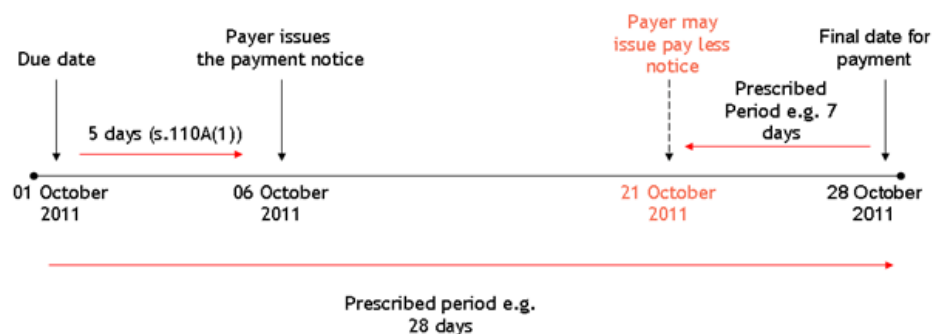 Due date
Payer issues
the payment notice
Payer may
issue pay less
notice
Final date for
payment
Prescribed
Period e.g. 7
days
5 days (s.110A(1))
01 October
2011
06 October
2011
21 October
2011
28 October
2011
Prescribed period e.g.
28 days